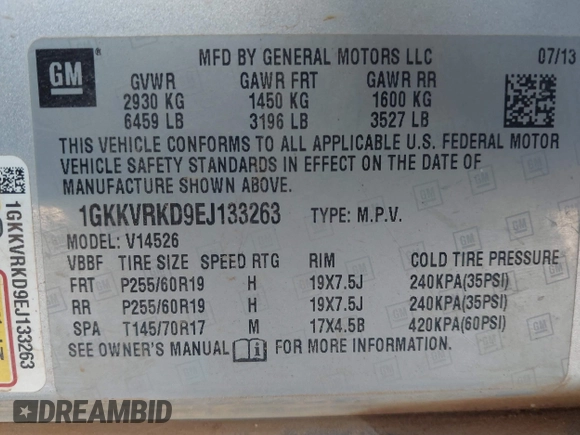 GM
MFD BY GENERAL MOTORS LLC 07/13
GVWR GAWR FRT GAWR RR
2930 KG 1450 KG 1600 KG
6459 LB 3196 LB 3527 LB
THIS VEHICLE CONFORMS TO ALL APPLICABLE U.S. FEDERAL MOTOR
VEHICLE SAFETY STANDARDS IN EFFECT ON THE DATE OF
MANUFACTURE SHOWN ABOVE.
1GKKVRKD9EJ133263 TYPE: M.P.V.
MODEL: V14526
VBBF TIRE SIZE SPEED RTG RIM COLD TIRE PRESSURE
FRT P255/60R19 H 19X7.5J 240KPA(35PSI)
RR P255/60R19 H 19X7.5J 240KPA(35PSI)
SPA T145/70R17 M 17X4.5B 420KPA(60PSI)
SEE OWNER'S MANUAL FOR MORE INFORMATION.
1GKKVRKD9EJ133263
DREAMBID